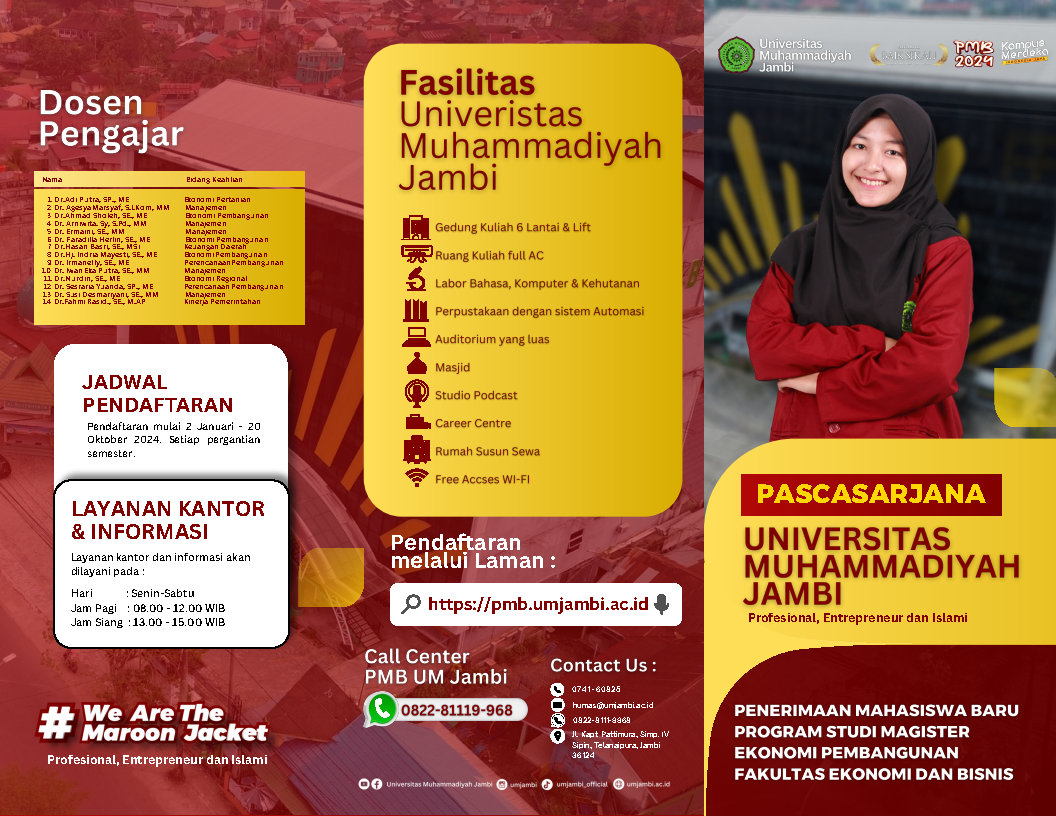 Dosen
Pengajar
Nama Bidang Keahlian
1 Dr.Adi Putra, SP., ME Ekonomi Pertanian
2 Dr. Agesya Marsyaf, S.I.Kom, MM Manajemen
3 Dr.Ahmad Sholeh, SE., ME Ekonomi Pembangunan
4 Dr. Arniwita. Sy, S.Pd., MM Manajemen
5 Dr. Ermaini, SE., MM Manajemen
6 Dr. Faradilla Herlin, SE., ME Ekonomi Pembangunan
7 Dr.Hasan Basri, SE., MSi Keuangan Daerah
8 Dr.Hj. Indria Mayesti, SE., ME Ekonomi Pembangunan
9 Dr. Irmanelly, SE., ME Perencanaan Pembangunan
10 Dr. Iwan Eka Putra, SE., MM Manajemen
11 Dr.Nurdin, SE., ME Ekonomi Regional
12 Dr. Sesraria Yuanda, SP., ME Perencanaan Pembangunan
13 Dr. Susi Desmariyani, SE., MM Manajemen
14 Dr.Fahmi Rasid., SE., M.AP Kinerja Pemerintahan
JADWAL
PENDAFTARAN
Pendaftaran mulai 2 Januari - 20
Oktober 2024. Setiap pergantian
semester.
LAYANAN KANTOR
& INFORMASI
Layanan kantor dan informasi akan
dilayani pada :
Hari : Senin-Sabtu
Jam Pagi : 08.00 - 12.00 WIB
Jam Siang : 13.00 - 15.00 WIB
# We Are The
Maroon Jacket
Profesional, Entrepreneur dan Islami
Fasilitas
Univeristas
Muhammadiyah
Jambi
Gedung Kuliah 6 Lantai & Lift
Ruang Kuliah full AC
Labor Bahasa, Komputer & Kehutanan
Perpustakaan dengan sistem Automasi
Auditorium yang luas
Masjid
Studio Podcast
Career Centre
Rumah Susun Sewa
Free Accses WI-FI
Pendaftaran
melalui Laman :
https://pmb.umjambi.ac.id
Call Center
PMB UM Jambi
0822-81119-968
Contact Us :
0741-60825
humas@umjambi.ac.id
0822-8111-9968
Jl. Kapt. Pattimura, Simp. IV
Sipin, Telanaipura, Jambi
36124
Universitas Muhammadiyah Jambi umjambi umjambi_official umjambi.ac.id
Universitas
Muhammadiyah
Jambi
PMB
2024
Kampus
Merdeka
PASCASARJANA
UNIVERSITAS
MUHAMMADIYAH
JAMBI
Profesional, Entrepreneur dan Islami
PENERIMAAN MAHASISWA BARU
PROGRAM STUDI MAGISTER
EKONOMI PEMBANGUNAN
FAKULTAS EKONOMI DAN BISNIS